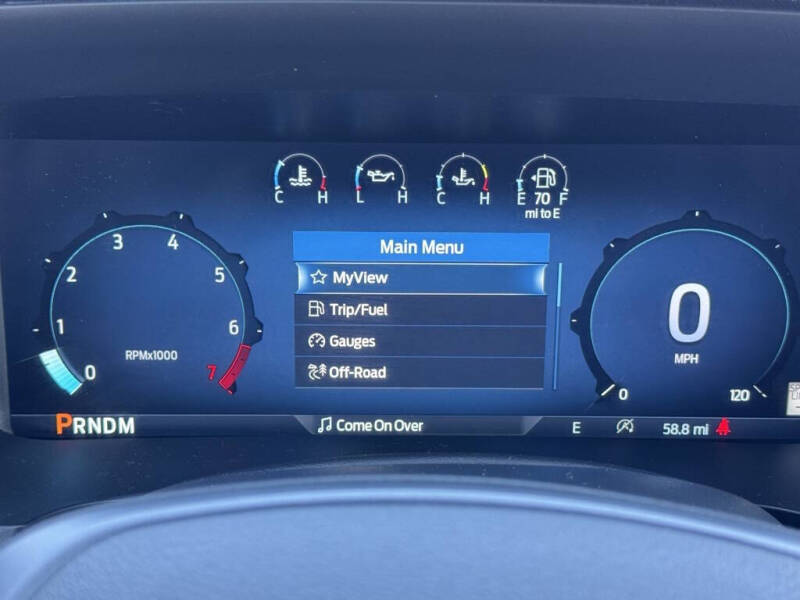 C H
L H
C H
E 70 F
mi to E
Main Menu
MyView
Trip/Fuel
Gauges
Off-Road
0 1 2 3 4 5 6 7
RPMx1000
0
MPH
0 120
PRNDM
Come On Over
E
58.8 mi